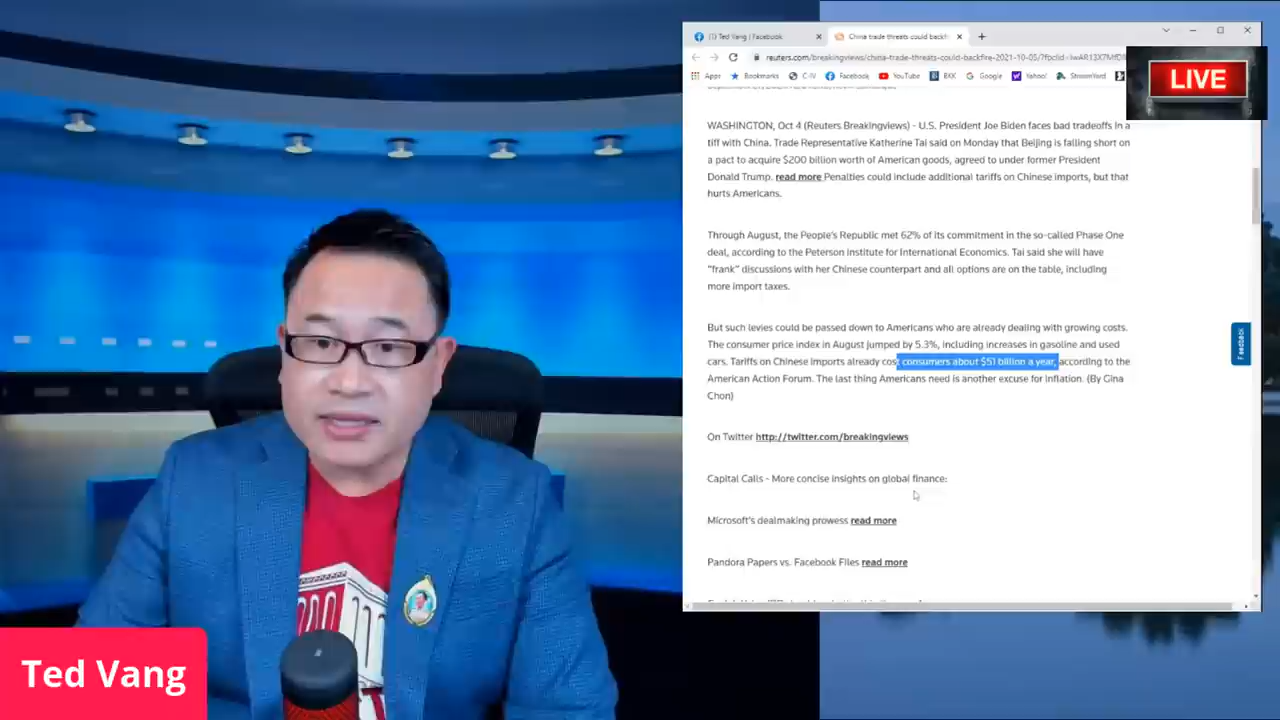 (1) Ted Vang | Facebook
China trade threats could backf
reuters.com/breakingviews/china-trade-threats-could-backfire-2021-10-05/?fbclid=IwAR13X7MfD
Apps Bookmarks C-IV Facebook YouTube BKK Google Yahoo! StreamYard
LIVE
WASHINGTON, Oct 4 (Reuters Breakingviews) - U.S. President Joe Biden faces bad tradeoffs in a
tiff with China. Trade Representative Katherine Tai said on Monday that Beijing is falling short on
a pact to acquire $200 billion worth of American goods, agreed to under former President
Donald Trump. read more Penalties could include additional tariffs on Chinese imports, but that
hurts Americans.
Through August, the People's Republic met 62% of its commitment in the so-called Phase One
deal, according to the Peterson Institute for International Economics. Tai said she will have
"frank" discussions with her Chinese counterpart and all options are on the table, including
more import taxes.
But such levies could be passed down to Americans who are already dealing with growing costs.
The consumer price index in August jumped by 5.3%, including increases in gasoline and used
cars. Tariffs on Chinese imports already cost consumers about $51 billion a year, according to the
American Action Forum. The last thing Americans need is another excuse for inflation. (By Gina
Chon)
Feedback
On Twitter http://twitter.com/breakingviews
Capital Calls - More concise insights on global finance:
Microsoft's dealmaking prowess read more
Pandora Papers vs. Facebook Files read more
Ted Vang